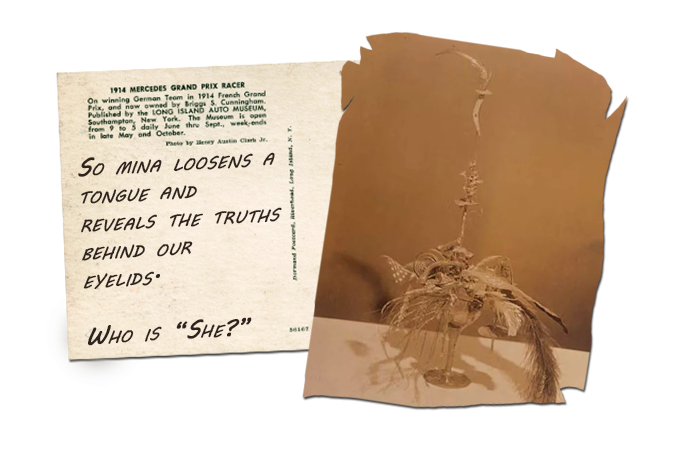 1914 MERCEDES GRAND PRIX RACER
On winning German Team in 1914 French Grand
Prix, and now owned by Briggs S. Cunningham.
Published by the LONG ISLAND AUTO MUSEUM,
Southampton, New York. The Museum is open
from 9 to 5 daily June thru Sept., week-ends
in late May and October.
Photo by Henry Austin Clark Jr.
SO MINA LOOSENS A
TONGUE AND
REVEALS THE TRUTHS
BEHIND OUR
EYELIDS.
WHO IS “SHE?”
Dormand Postcard, Riverhead, Long Island, N. Y.
56167